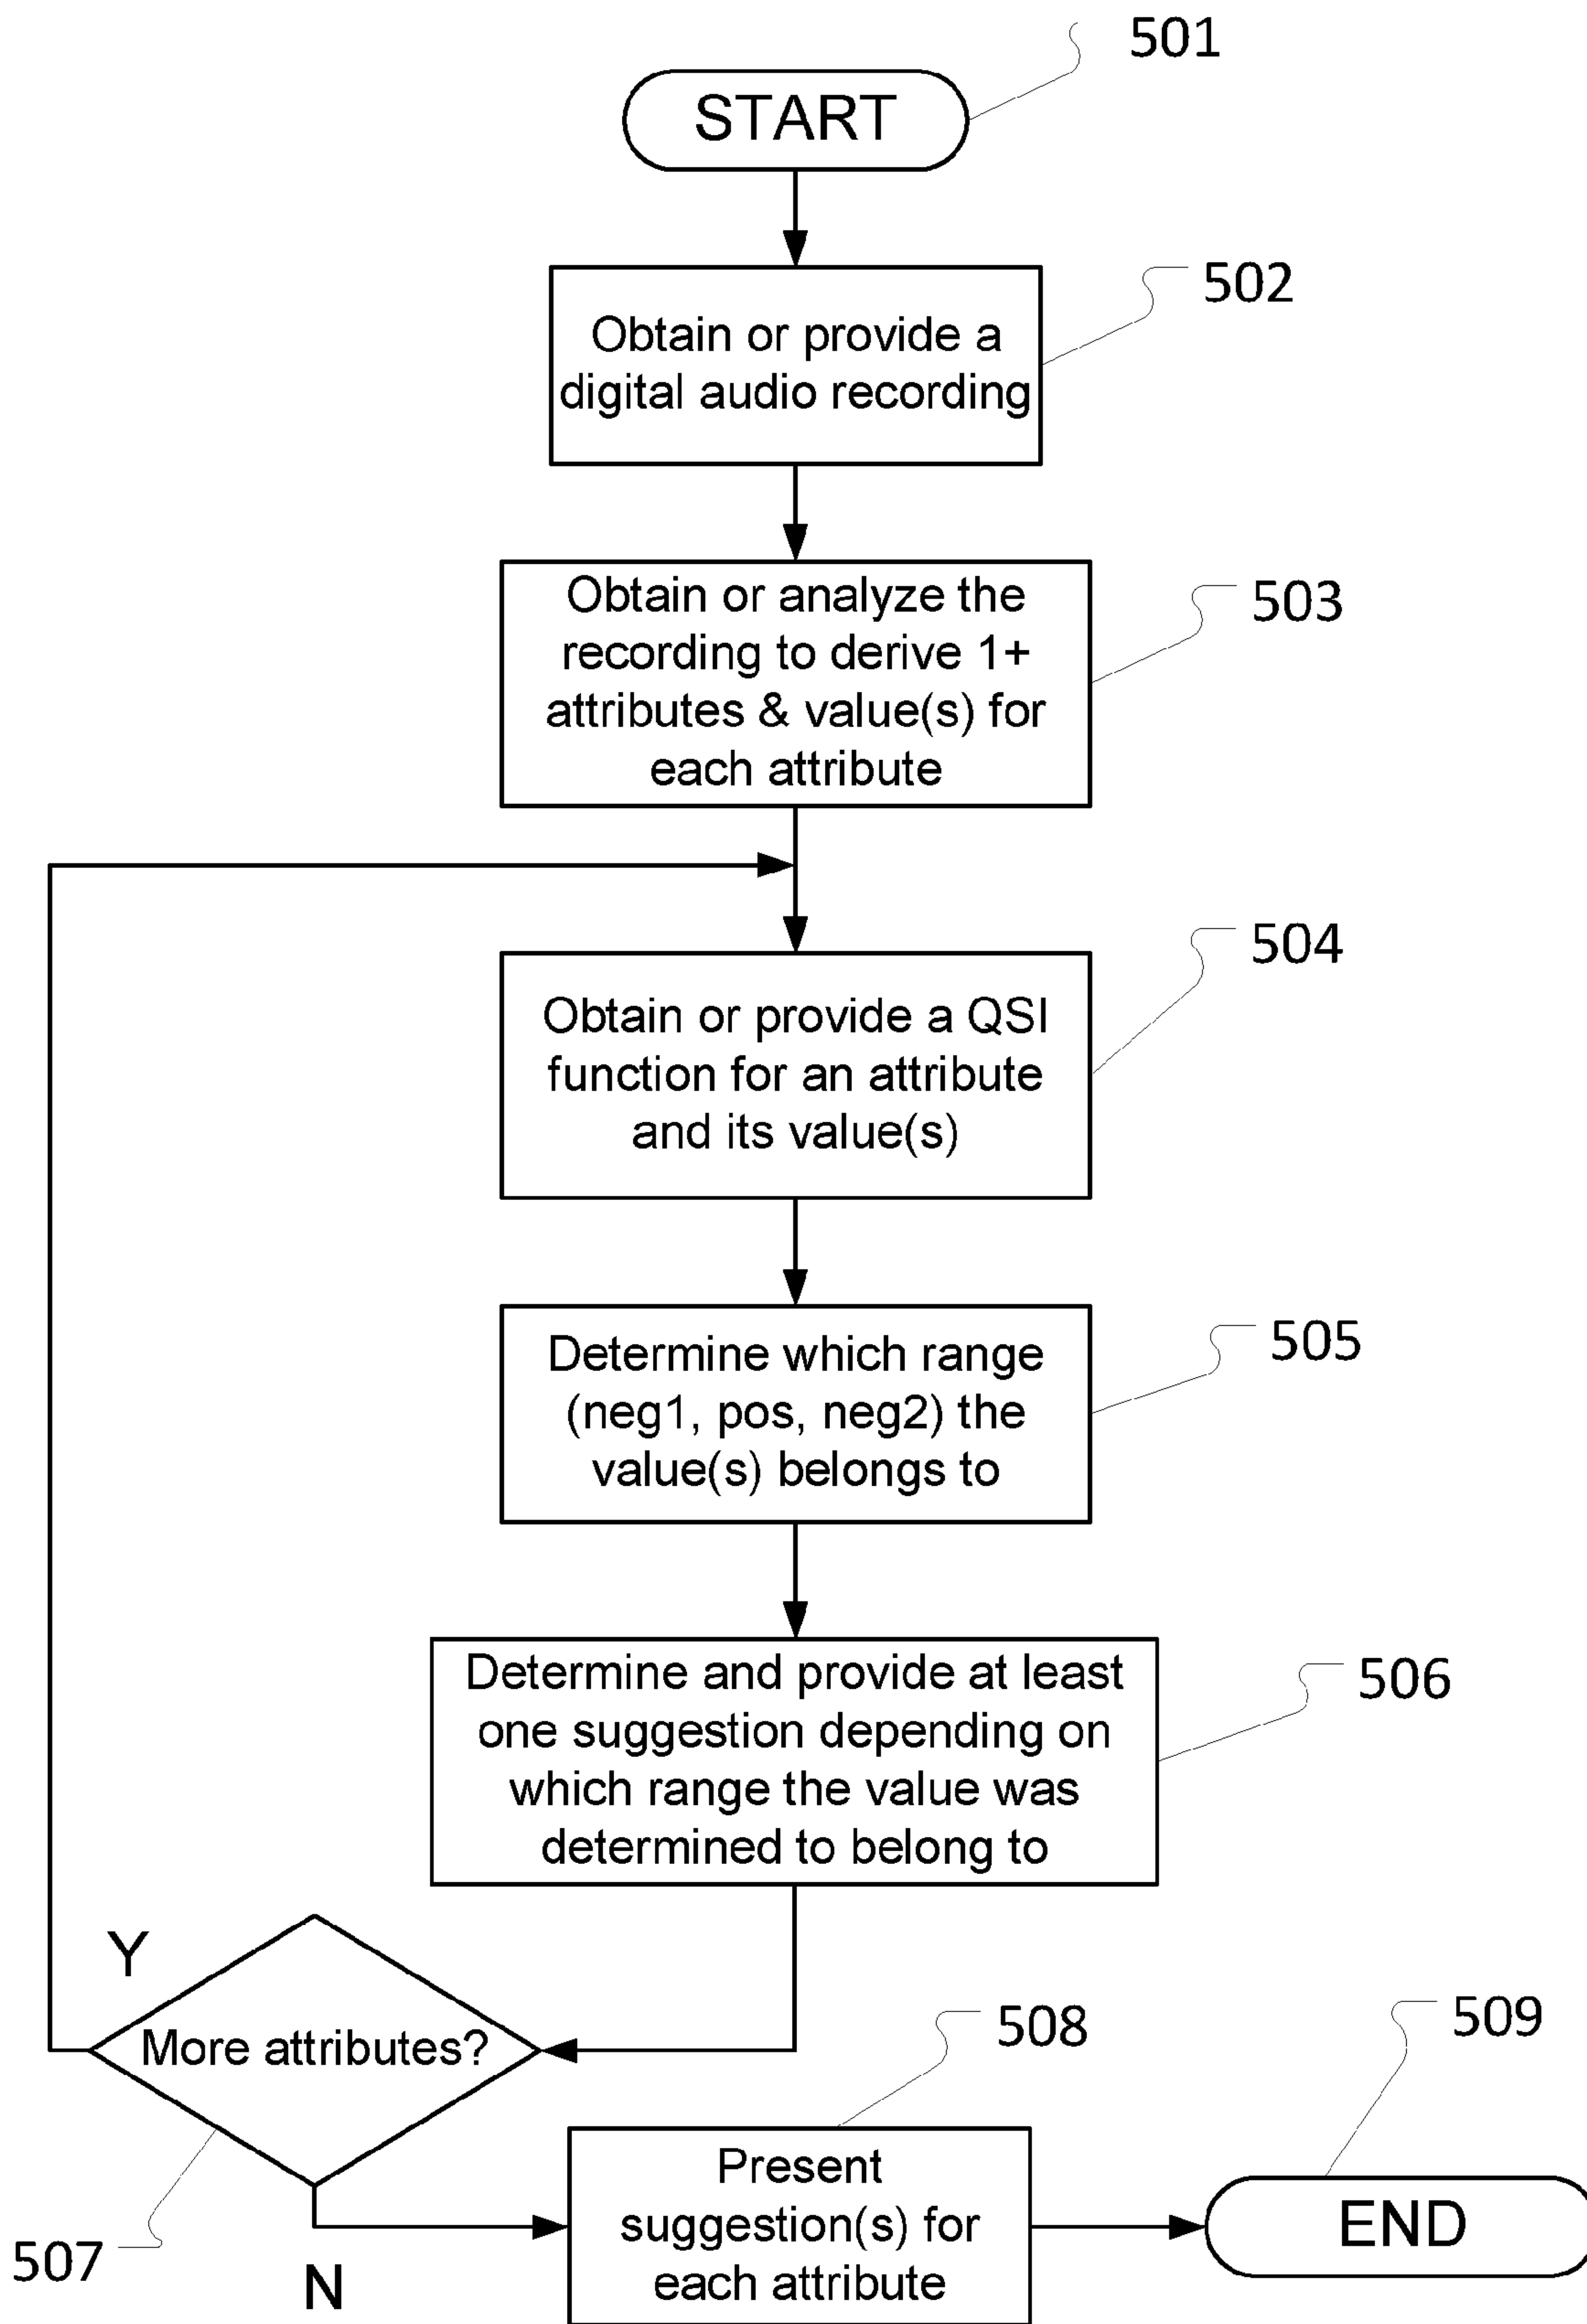 501
START
502
Obtain or provide a
digital audio recording
503
Obtain or analyze the
recording to derive 1+
attributes & value(s) for
each attribute
504
Obtain or provide a QSI
function for an attribute
and its value(s)
505
Determine which range
(neg1, pos, neg2) the
value(s) belongs to
506
Determine and provide at least
one suggestion depending on
which range the value was
determined to belong to
Y
More attributes?
507
N
508
Present
suggestion(s) for
each attribute
509
END